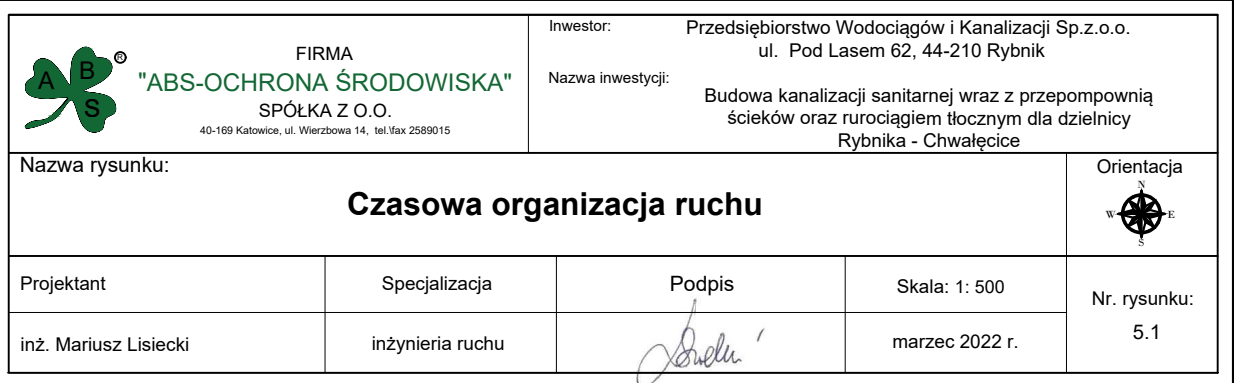 A B S ®
FIRMA
"ABS-OCHRONA ŚRODOWISKA"
SPÓŁKA Z O.O.
40-169 Katowice, ul. Wierzbowa 14, tel.\fax 2589015
Inwestor:
Przedsiębiorstwo Wodociągów i Kanalizacji Sp.z.o.o.
ul. Pod Lasem 62, 44-210 Rybnik
Nazwa inwestycji:
Budowa kanalizacji sanitarnej wraz z przepompownią
ścieków oraz rurociągiem tłocznym dla dzielnicy
Rybnika - Chwałęcice
Nazwa rysunku:
Czasowa organizacja ruchu
Orientacja
N
W E
S
Projektant
Specjalizacja
Podpis
Skala: 1: 500
Nr. rysunku:
5.1
inż. Mariusz Lisiecki
inżynieria ruchu
marzec 2022 r.